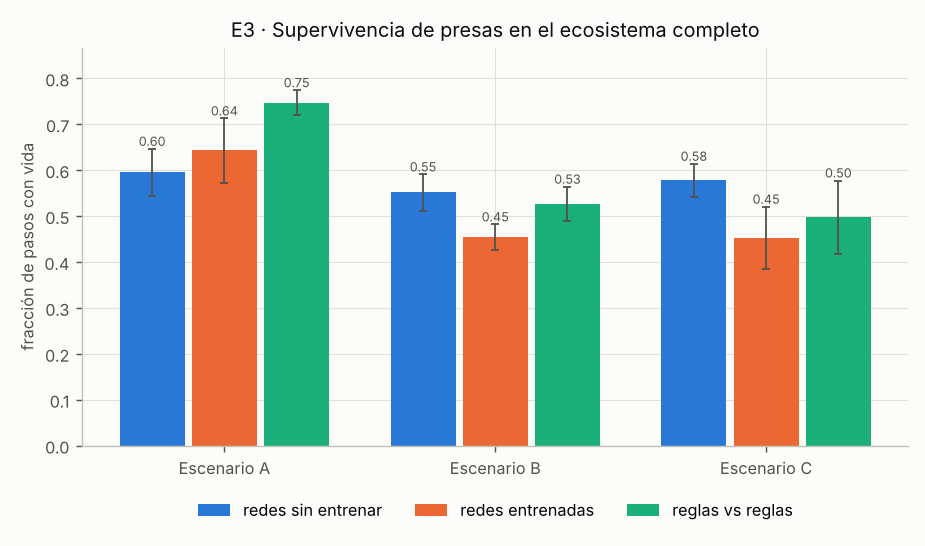 E3 · Supervivencia de presas en el ecosistema completo
fracción de pasos con vida
0.8
0.7
0.6
0.5
0.4
0.3
0.2
0.1
0.0
0.60
0.64
0.75
0.55
0.45
0.53
0.58
0.45
0.50
Escenario A
Escenario B
Escenario C
redes sin entrenar
redes entrenadas
reglas vs reglas